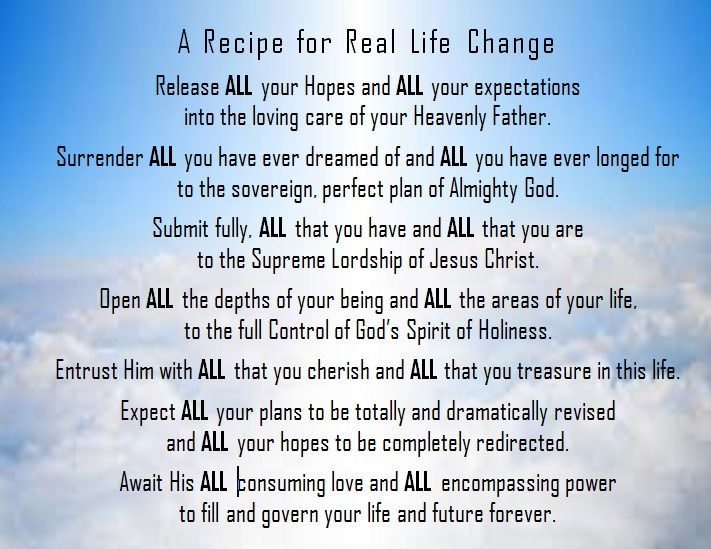 A Recipe for Real Life Change
Release ALL your Hopes and ALL your expectations
into the loving care of your Heavenly Father.
Surrender ALL you have ever dreamed of and ALL you have ever longed for
to the sovereign, perfect plan of Almighty God.
Submit fully, ALL that you have and ALL that you are
to the Supreme Lordship of Jesus Christ.
Open ALL the depths of your being and ALL the areas of your life,
to the full Control of God's Spirit of Holiness.
Entrust Him with ALL that you cherish and ALL that you treasure in this life.
Expect ALL your plans to be totally and dramatically revised
and ALL your hopes to be completely redirected.
Await His ALL consuming love and ALL encompassing power
to fill and govern your life and future forever.